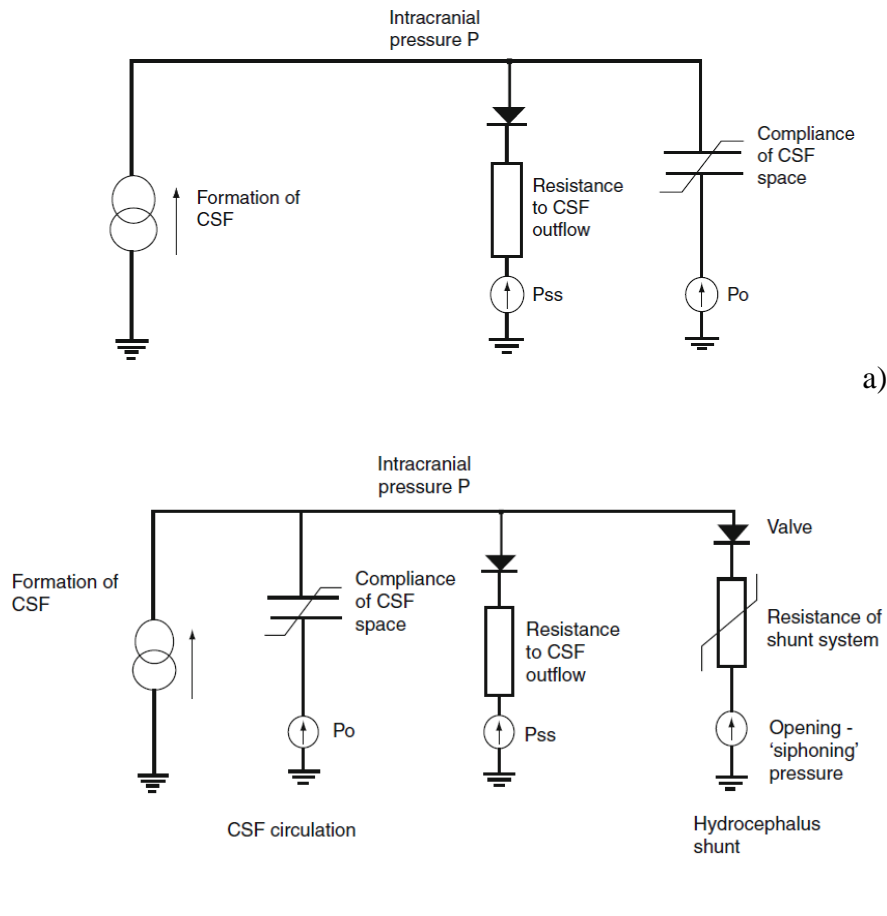 Intracranial
pressure P
Compliance
of CSF
space
Formation of
CSF
Resistance
to CSF
outflow
Pss
Po
a)
Intracranial
pressure P
Valve
Formation of
CSF
Compliance
of CSF
space
Resistance of
shunt system
Resistance
to CSF
outflow
Po
Pss
Opening -
‘siphoning’
pressure
CSF circulation
Hydrocephalus
shunt